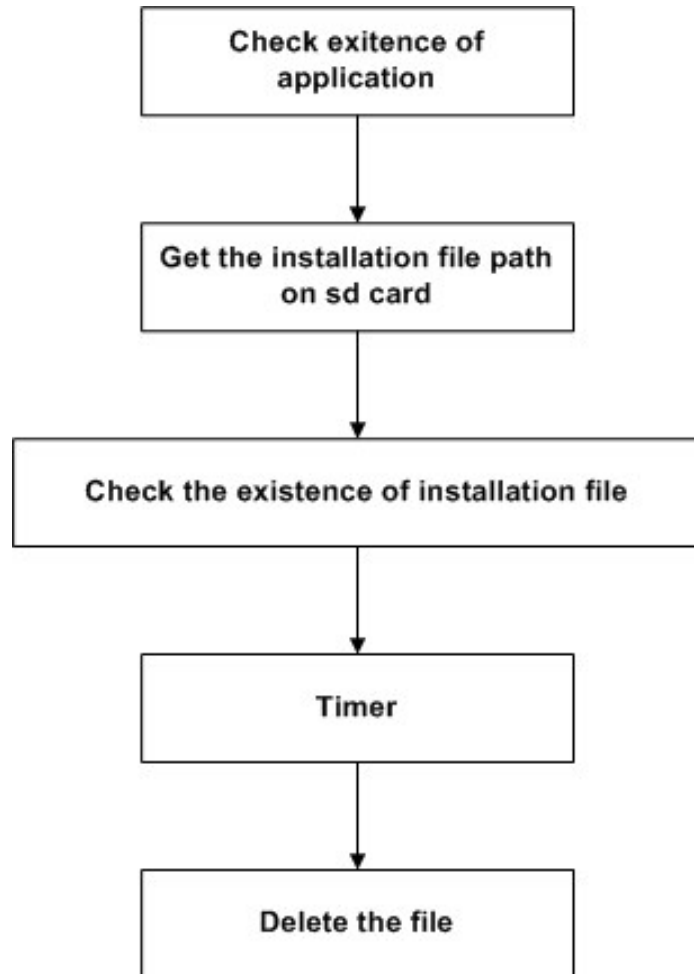 Check exitence of
application
Get the installation file path
on sd card
Check the existence of installation file
Timer
Delete the file